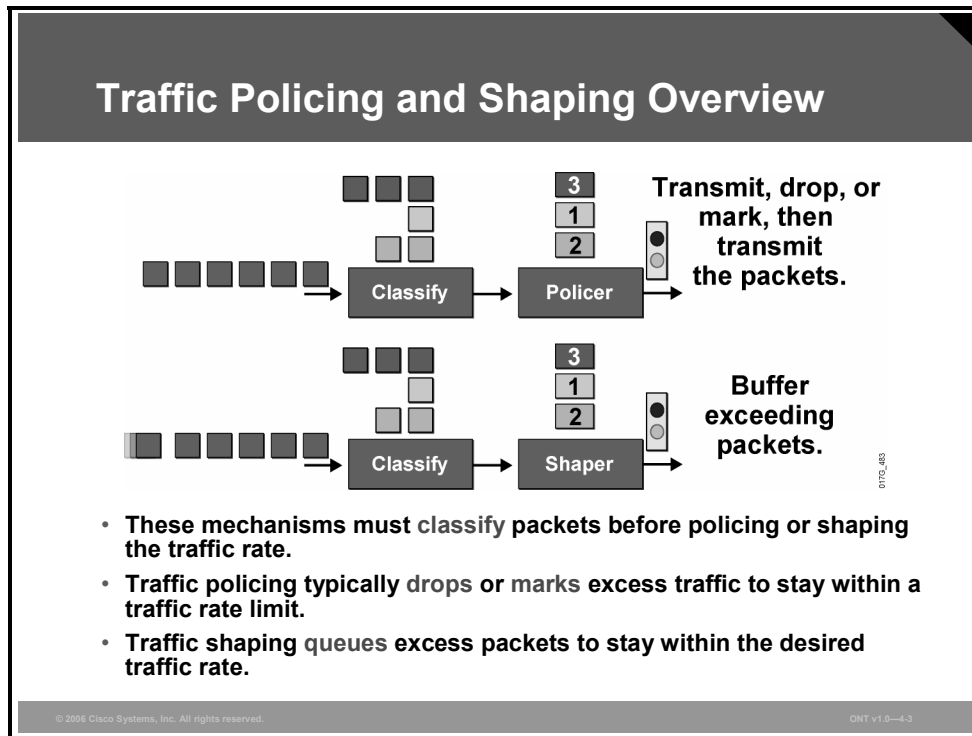 Traffic Policing and Shaping Overview
3
1
2
Classify
Policer
Transmit, drop, or
mark, then
transmit
the packets.
3
1
2
Classify
Shaper
Buffer
exceeding
packets.
017G_483
• These mechanisms must classify packets before policing or shaping
the traffic rate.
• Traffic policing typically drops or marks excess traffic to stay within a
traffic rate limit.
• Traffic shaping queues excess packets to stay within the desired
traffic rate.
© 2006 Cisco Systems, Inc. All rights reserved.
ONT v1.0—4-3